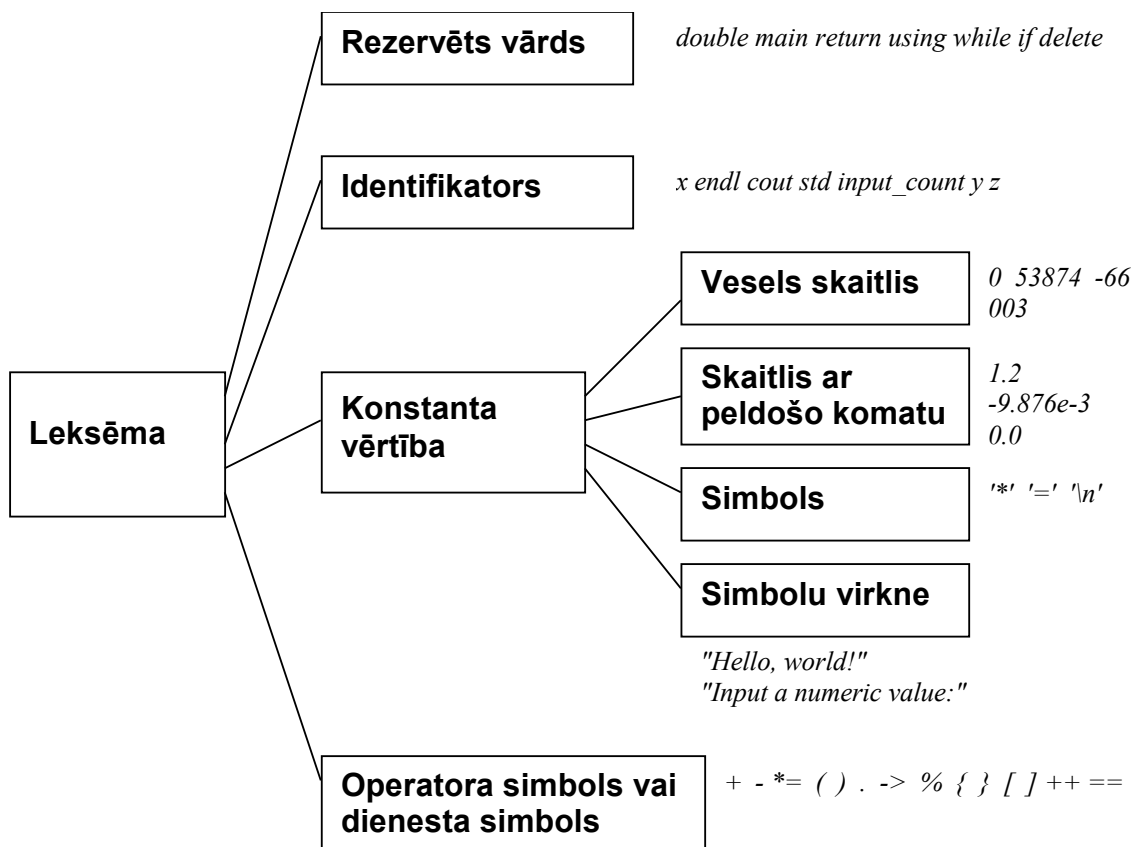 Rezervēts vārds
double main return using while if delete
Identifikators
x endl cout std input_count y z
Leksēma
Konstanta
vērtība
Vesels skaitlis
0 53874 -66
003
Skaitlis ar
peldošo komatu
1.2
-9.876e-3
0.0
Simbols
'*' '=' '\n'
Simbolu virkne
"Hello, world!"
"Input a numeric value:"
Operatora simbols vai
dienesta simbols
+ - *= ( ) . -> % { } [ ] ++ ==